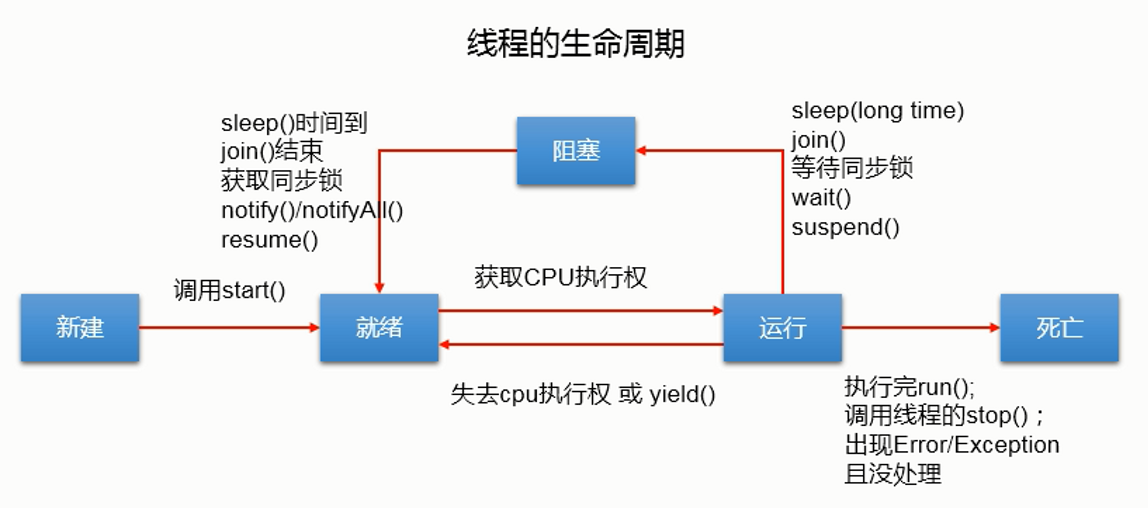 线程的生命周期
sleep()时间到
join()结束
获取同步锁
notify()/notifyAll()
resume()
阻塞
sleep(long time)
join()
等待同步锁
wait()
suspend()
调用start()
获取CPU执行权
新建
就绪
运行
死亡
失去cpu执行权 或 yield()
执行完run();
调用线程的stop() ;
出现Error/Exception
且没处理